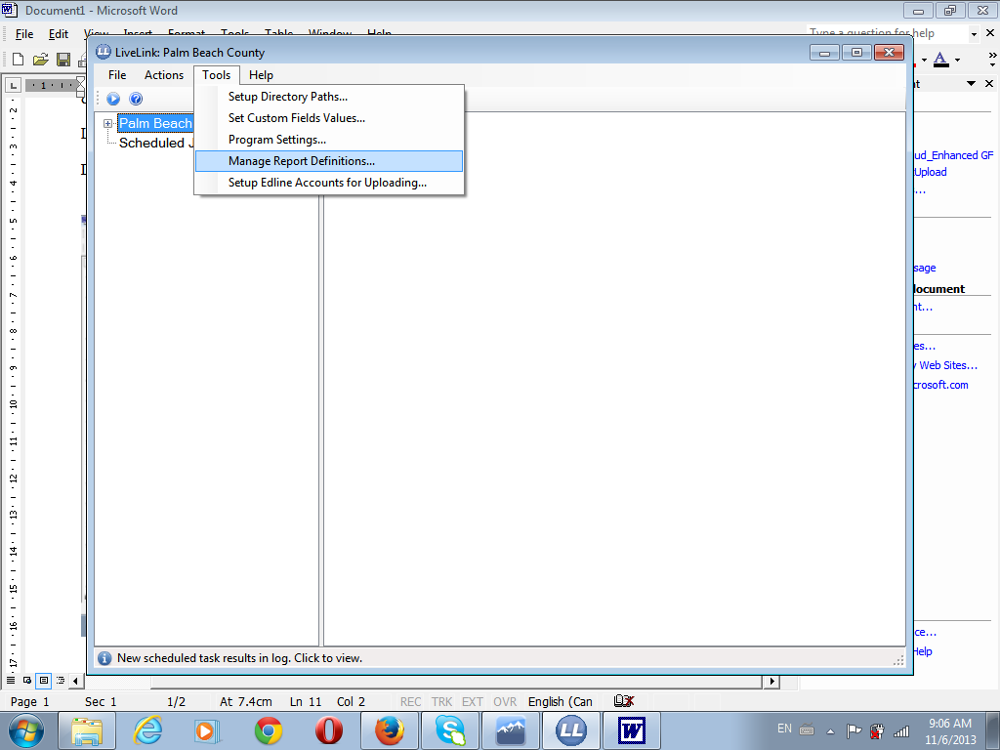 Document1 - Microsoft Word
File Edit View Insert Format Tools Table Window Help
Type a question for help
LiveLink: Palm Beach County
File Actions Tools Help
Setup Directory Paths...
Set Custom Fields Values...
Program Settings...
Manage Report Definitions...
Setup Edline Accounts for Uploading...
Palm Beach
Scheduled J
ud_Enhanced GF
Upload
...
sage
document
nt...
es...
Web Sites...
crosoft.com
ce...
Help
New scheduled task results in log. Click to view.
Page 1 Sec 1 1/2 At 7.4cm Ln 11 Col 2 REC TRK EXT OVR English (Can
EN
9:06 AM
11/6/2013